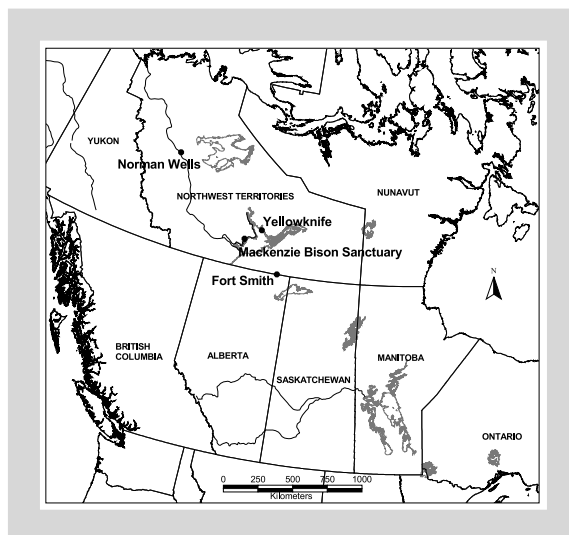 YUKON
Norman Wells
NORTHWEST TERRITORIES
NUNAVUT
Yellowknife
Mackenzie Bison Sanctuary
Fort Smith
N
BRITISH
COLUMBIA
ALBERTA
SASKATCHEWAN
MANITOBA
ONTARIO
0 250 500 750 1000
Kilometers